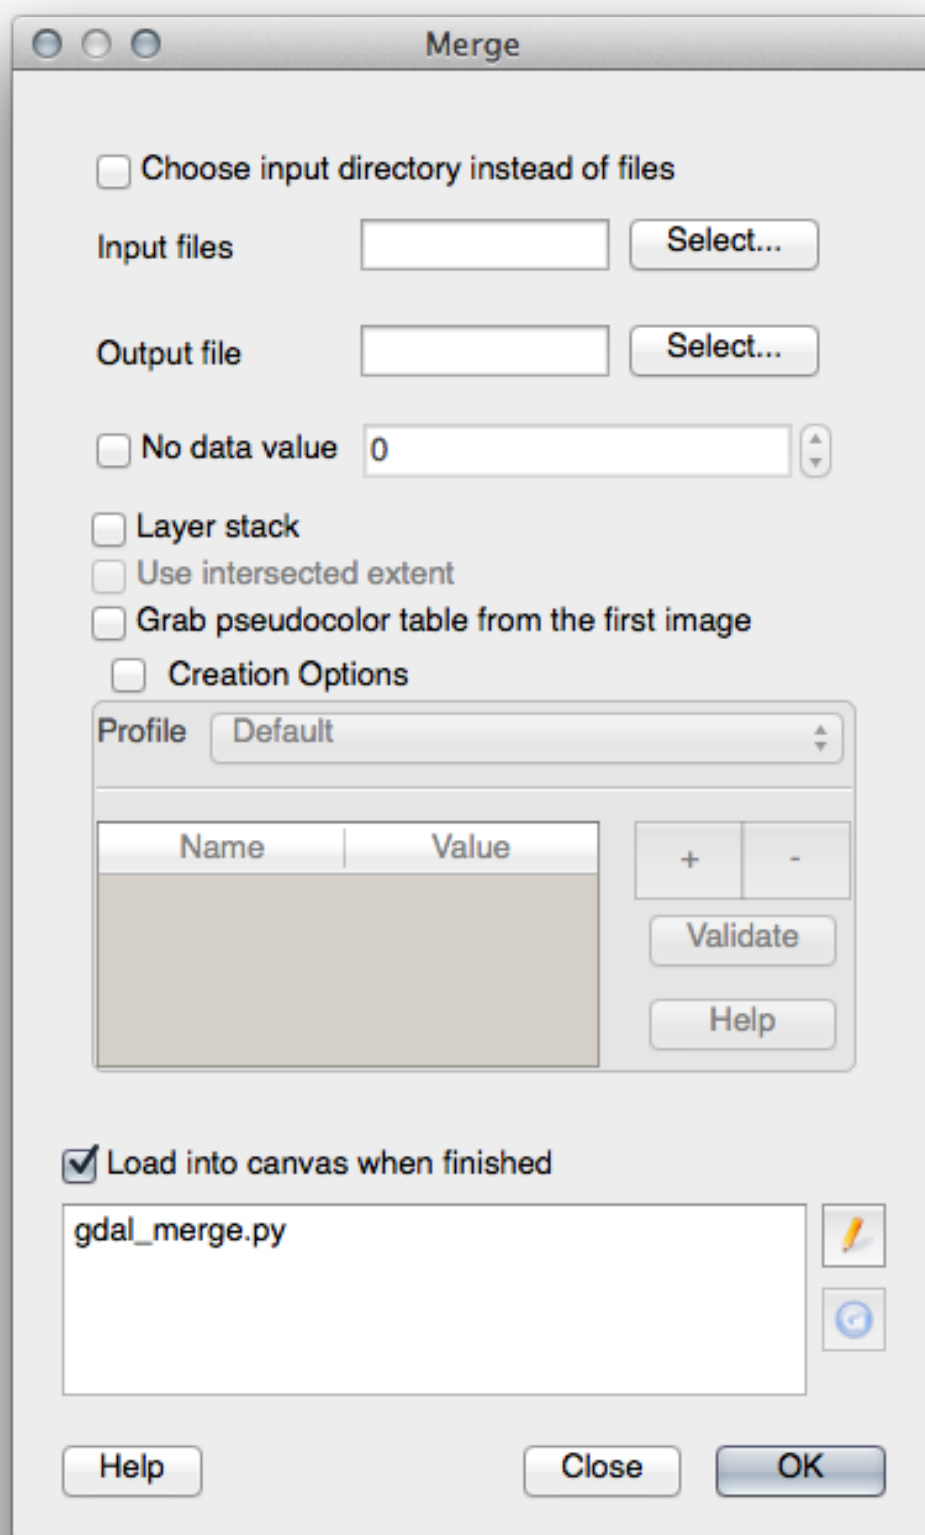 Merge
Choose input directory instead of files
Input files Select...
Output file Select...
No data value 0
Layer stack
Use intersected extent
Grab pseudocolor table from the first image
Creation Options
Profile Default
Name Value + -
Validate
Help
Load into canvas when finished
gdal_merge.py
Help Close OK